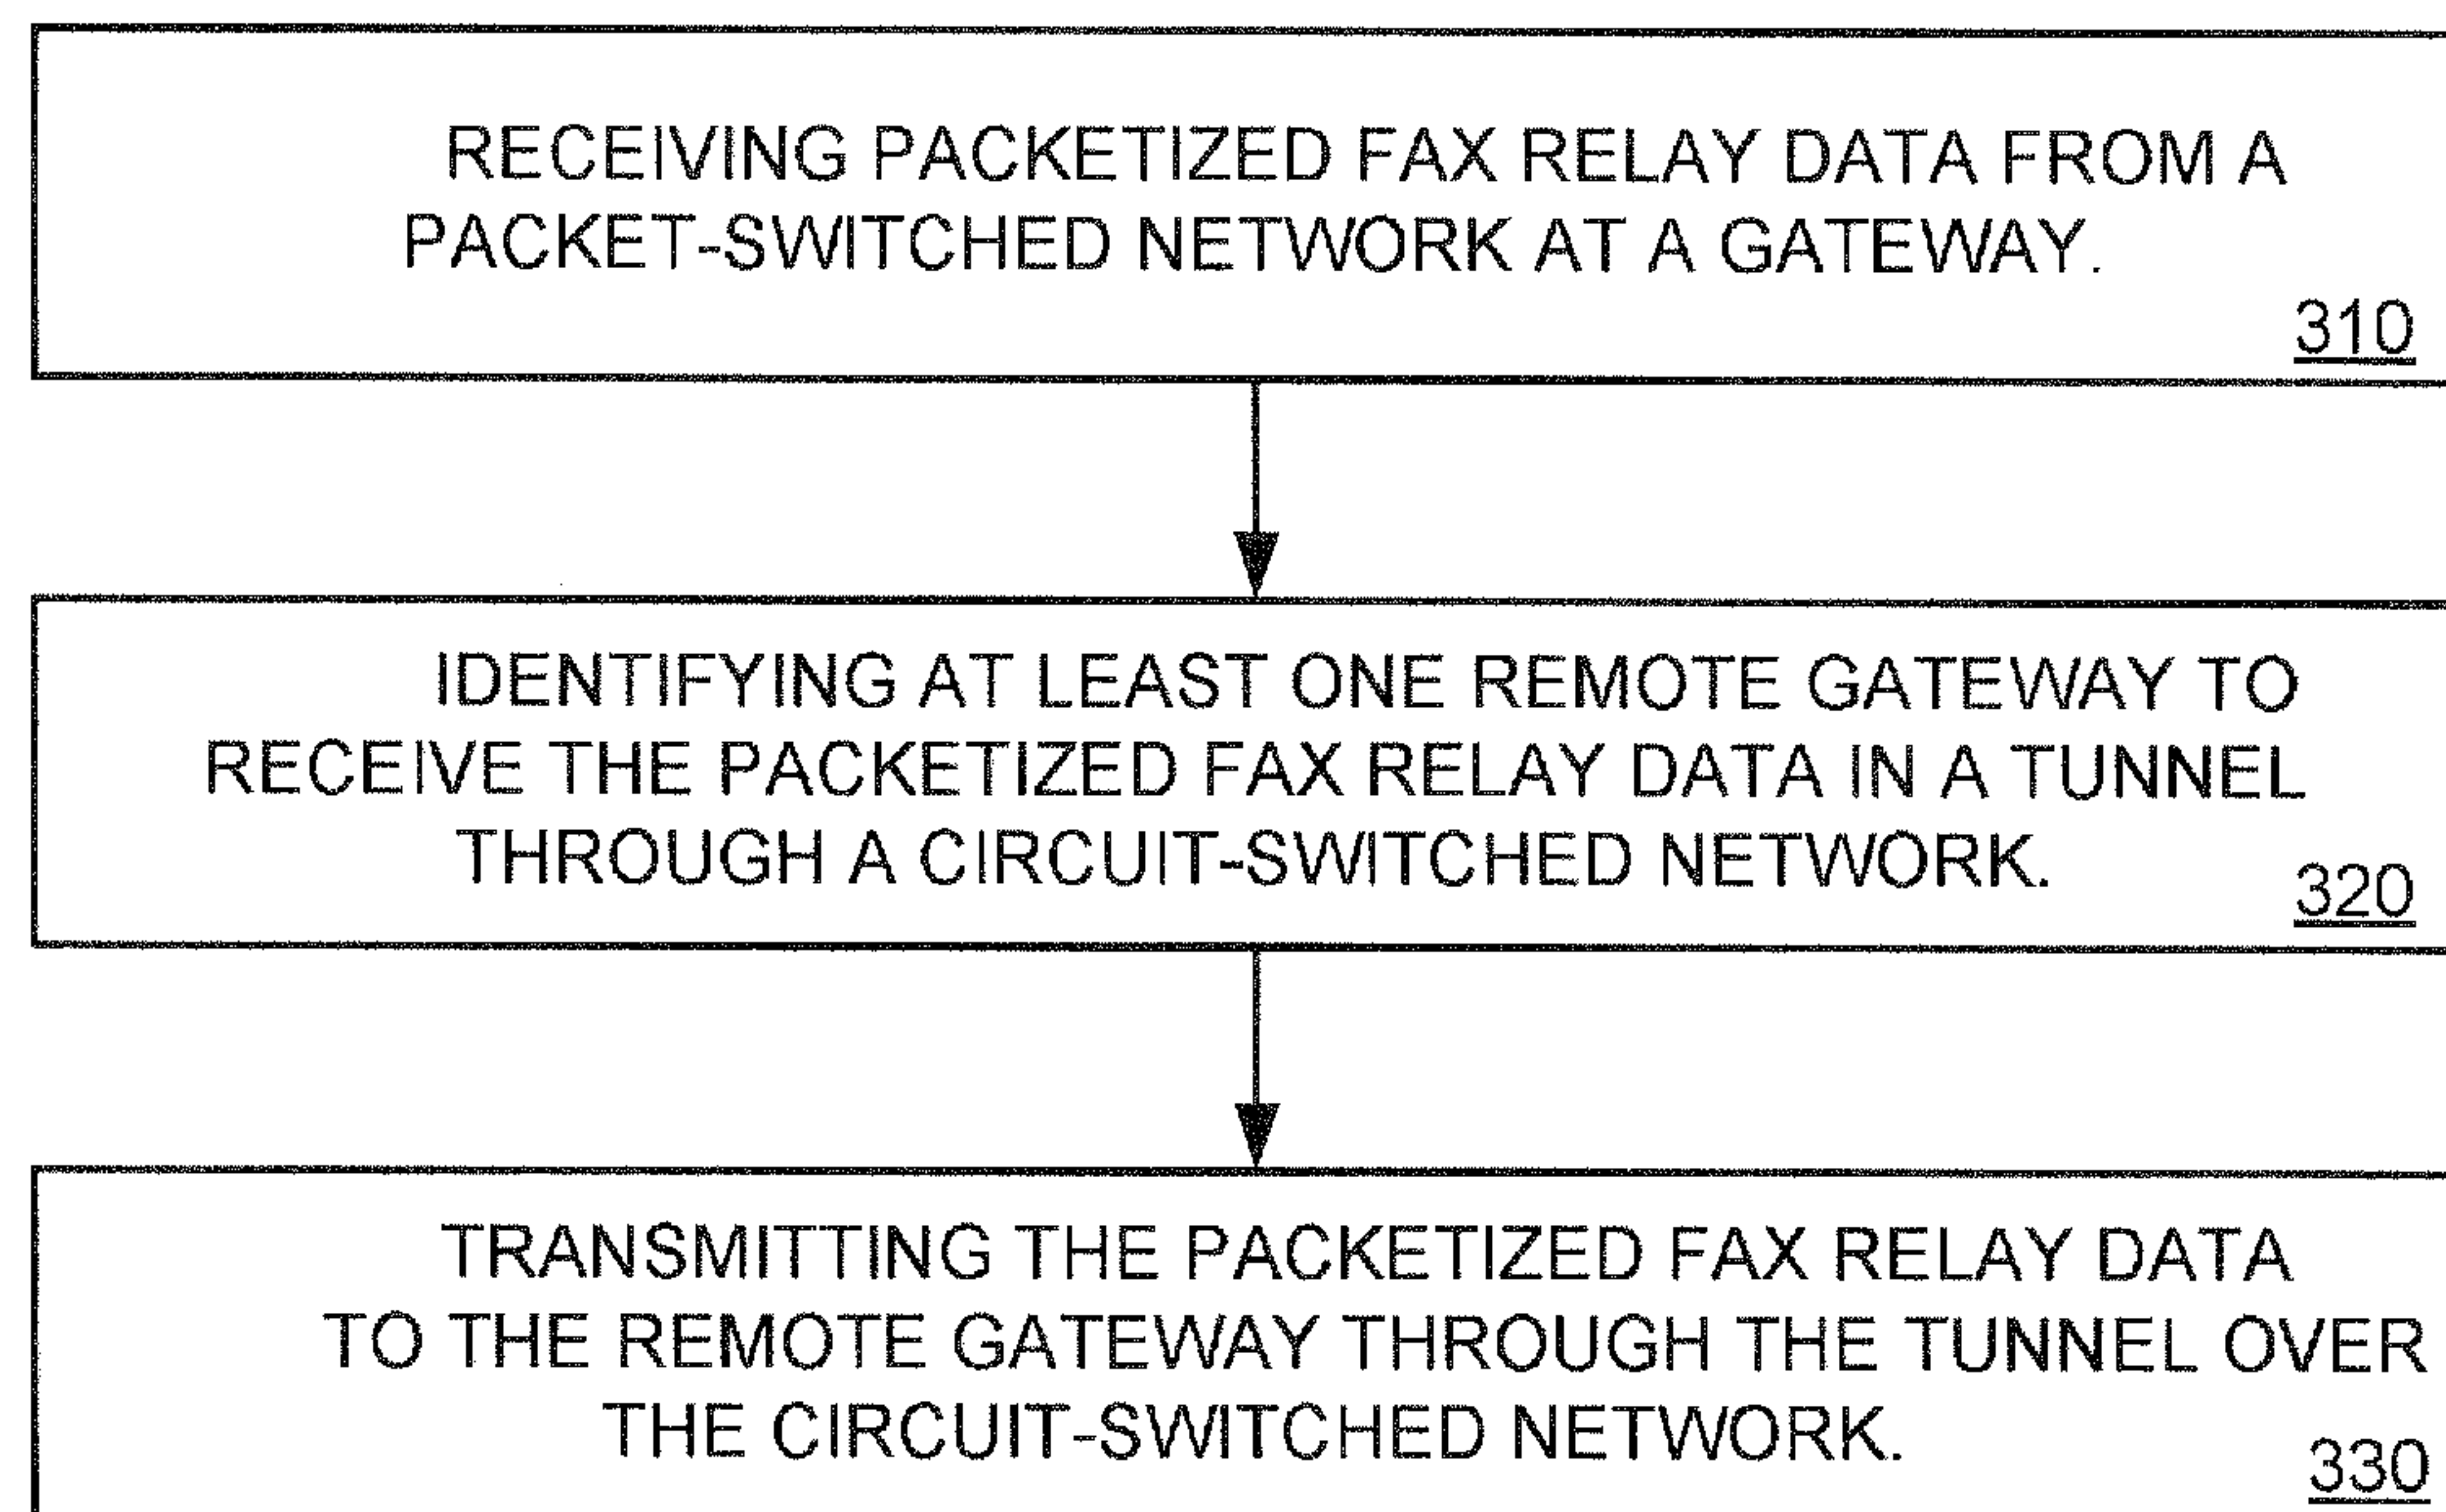 RECEIVING PACKETIZED FAX RELAY DATA FROM A
PACKET-SWITCHED NETWORK AT A GATEWAY.
310
IDENTIFYING AT LEAST ONE REMOTE GATEWAY TO
RECEIVE THE PACKETIZED FAX RELAY DATA IN A TUNNEL
THROUGH A CIRCUIT-SWITCHED NETWORK.
320
TRANSMITTING THE PACKETIZED FAX RELAY DATA
TO THE REMOTE GATEWAY THROUGH THE TUNNEL OVER
THE CIRCUIT-SWITCHED NETWORK.
330